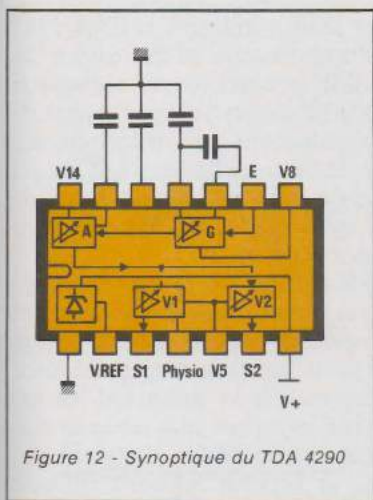 V14 E V8
A G
V1 V2
VREF S1 Physio V5 S2
V+
Figure 12 - Synoptique du TDA 4290